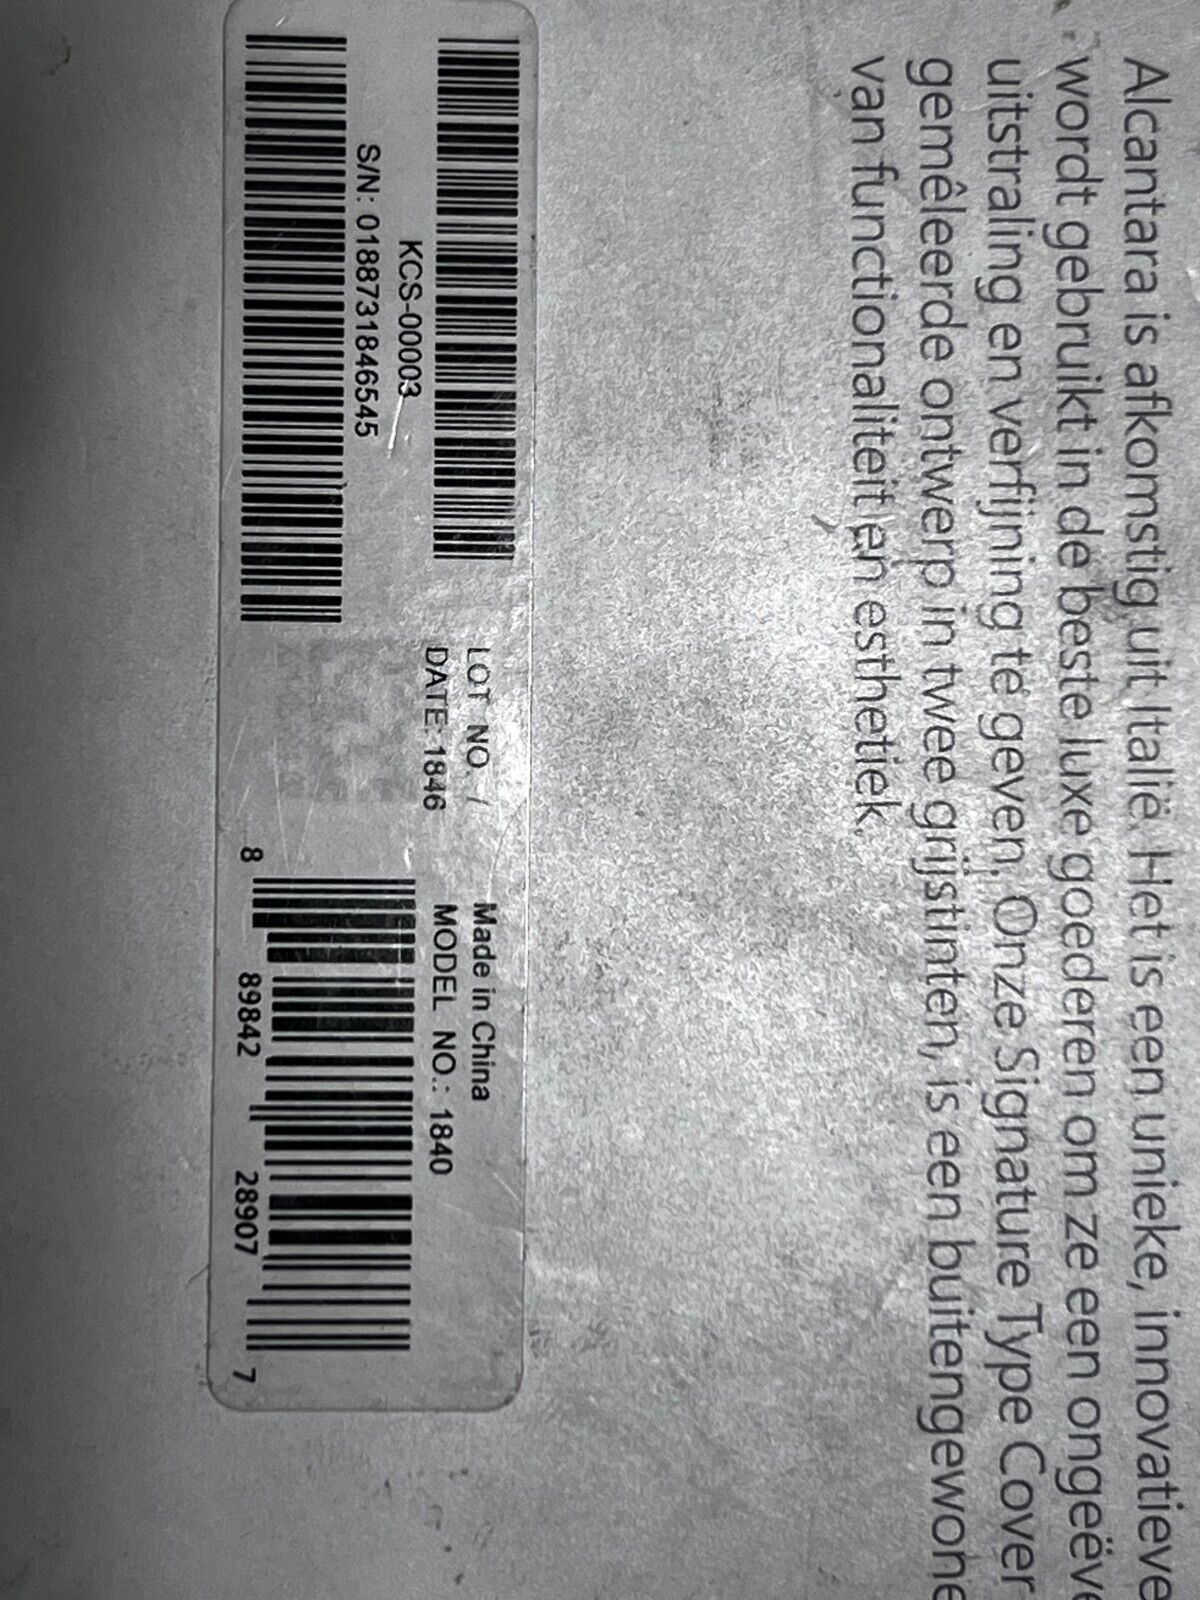 Alcantara is afkomstig uit Italië. Het is een unieke, innovatieve
wordt gebruikt in de beste luxe goederen om ze een ongeëve
uitstraling en verfijning te geven. Onze Signature Type Cover
gemêleerde ontwerp in twee grijstinten, is een buitengewone
van functionaliteit en esthetiek.
KCS-00003
S/N: 018873184654​5
LOT NO. /
DATE: 1846
Made in China
MODEL NO.: 1840
8 89842 28907 7